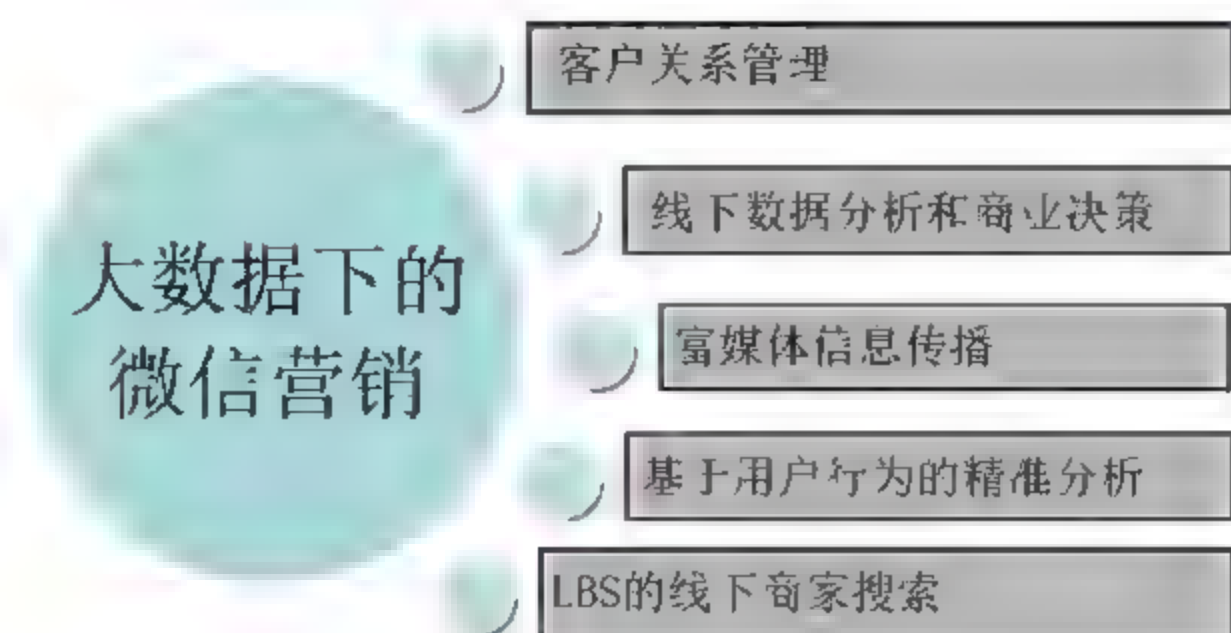 客户关系管理
线下数据分析和商业决策
大数据下的
微信营销
富媒体信息传播
基于用户行为的精准分析
LBS的线下商家搜索